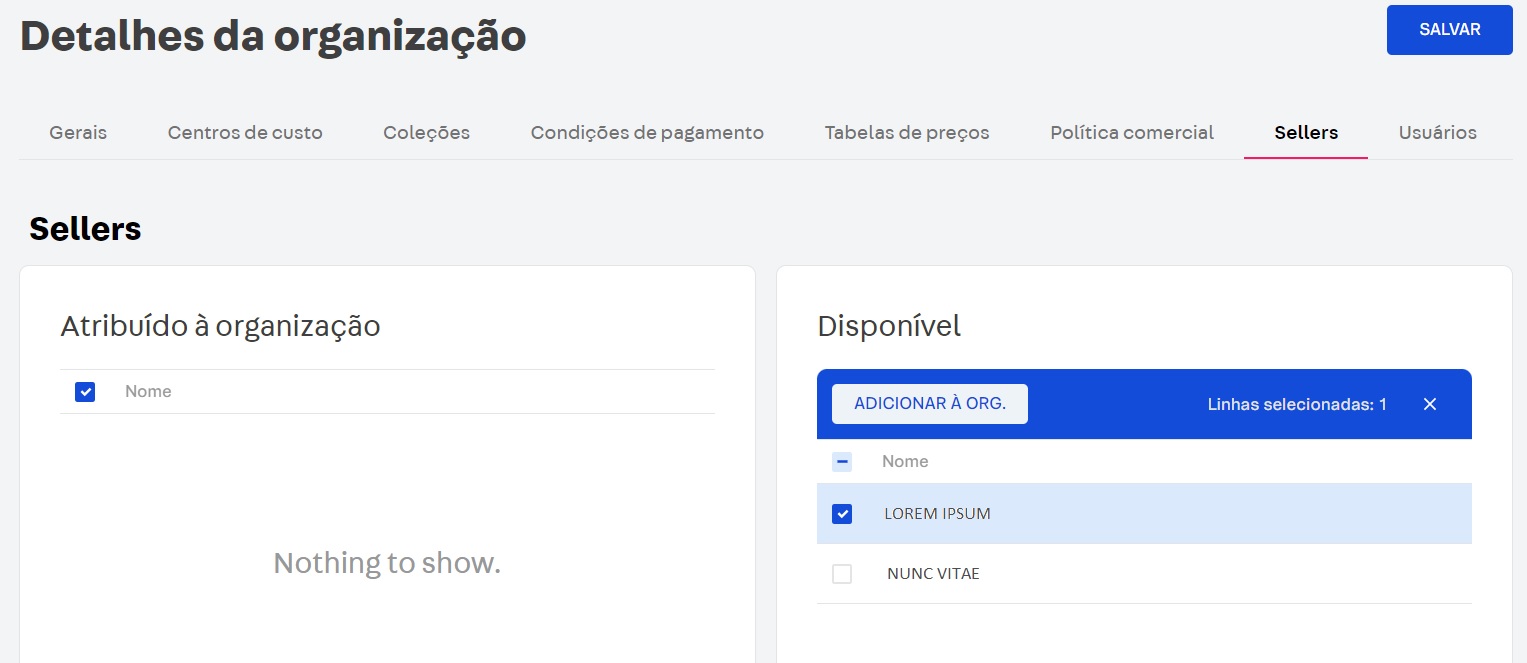 Detalhes da organização
SALVAR
Gerais Centros de custo Coleções Condições de pagamento Tabelas de preços Política comercial Sellers Usuários
Sellers
Atribuído à organização
Nome
Nothing to show.
Disponível
ADICIONAR À ORG. Linhas selecionadas: 1
Nome
LOREM IPSUM
NUNC VITAE